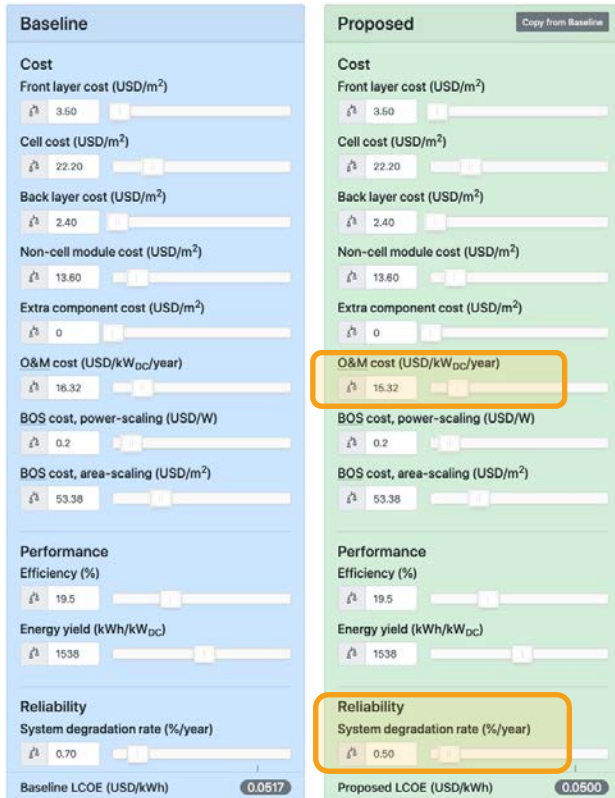 Baseline
Cost
Front layer cost (USD/m²)
3.50
Cell cost (USD/m²)
22.20
Back layer cost (USD/m²)
2.40
Non-cell module cost (USD/m²)
13.60
Extra component cost (USD/m²)
0
O&M cost (USD/kW_DC/year)
16.32
BOS cost, power-scaling (USD/W)
0.2
BOS cost, area-scaling (USD/m²)
53.38
Performance
Efficiency (%)
19.5
Energy yield (kWh/kW_DC)
1538
Reliability
System degradation rate (%/year)
0.70
Baseline LCOE (USD/kWh) 0.0517
Proposed Copy from Baseline
Cost
Front layer cost (USD/m²)
3.50
Cell cost (USD/m²)
22.20
Back layer cost (USD/m²)
2.40
Non-cell module cost (USD/m²)
13.60
Extra component cost (USD/m²)
0
O&M cost (USD/kW_DC/year)
15.32
BOS cost, power-scaling (USD/W)
0.2
BOS cost, area-scaling (USD/m²)
53.38
Performance
Efficiency (%)
19.5
Energy yield (kWh/kW_DC)
1538
Reliability
System degradation rate (%/year)
0.50
Proposed LCOE (USD/kWh) 0.0500